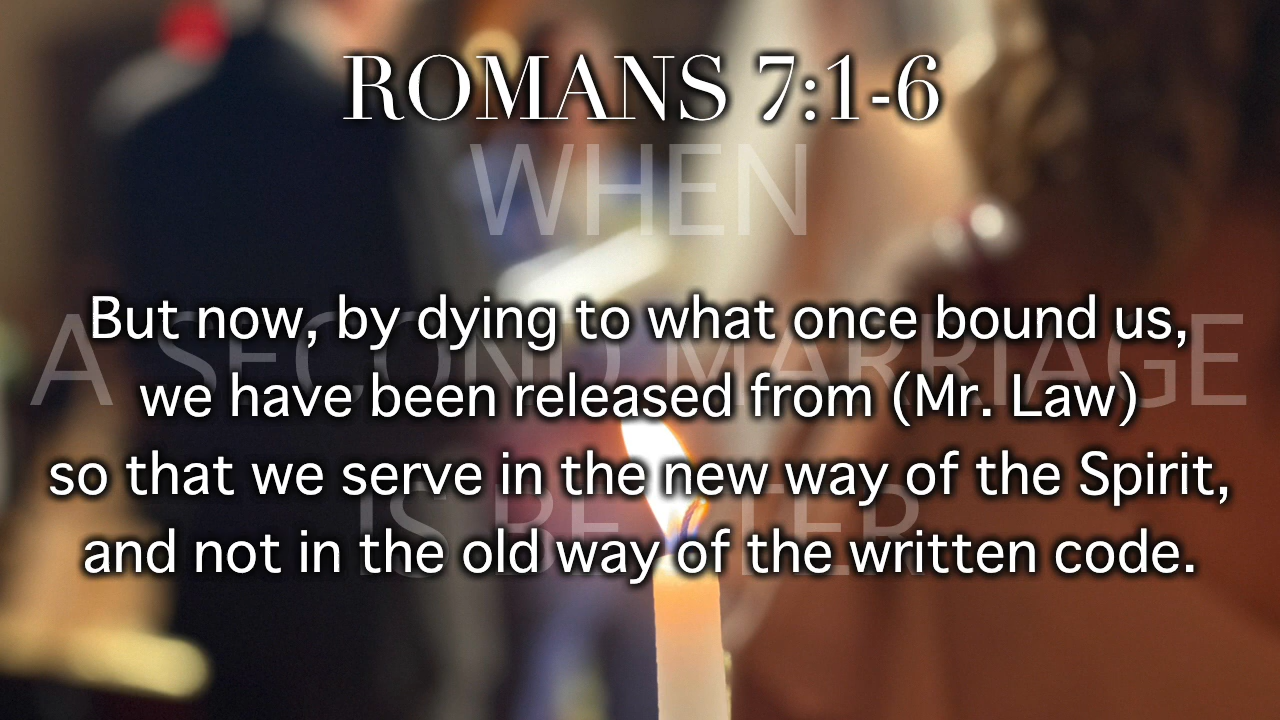 ROMANS 7:1-6
WHEN
But now, by dying to what once bound us,
A SECOND MARRIAGE
we have been released from (Mr. Law)
so that we serve in the new way of the Spirit,
IS BETTER
and not in the old way of the written code.